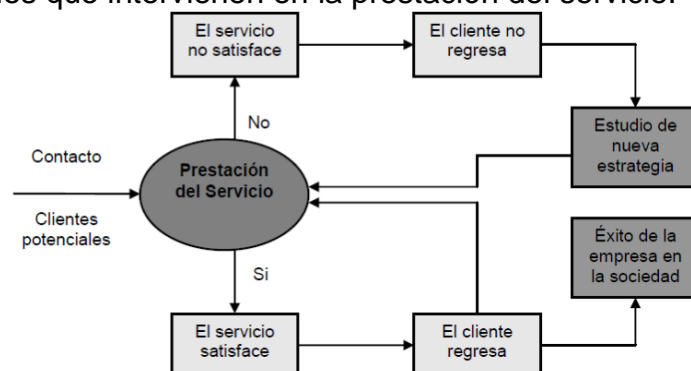 que intervienen en la prestación del servicio.
El servicio
no satisface
El cliente no
regresa
No
Estudio de
nueva
estrategia
Contacto
Prestación
del Servicio
Clientes
potenciales
Éxito de la
empresa en
la sociedad
Si
El servicio
satisface
El cliente
regresa